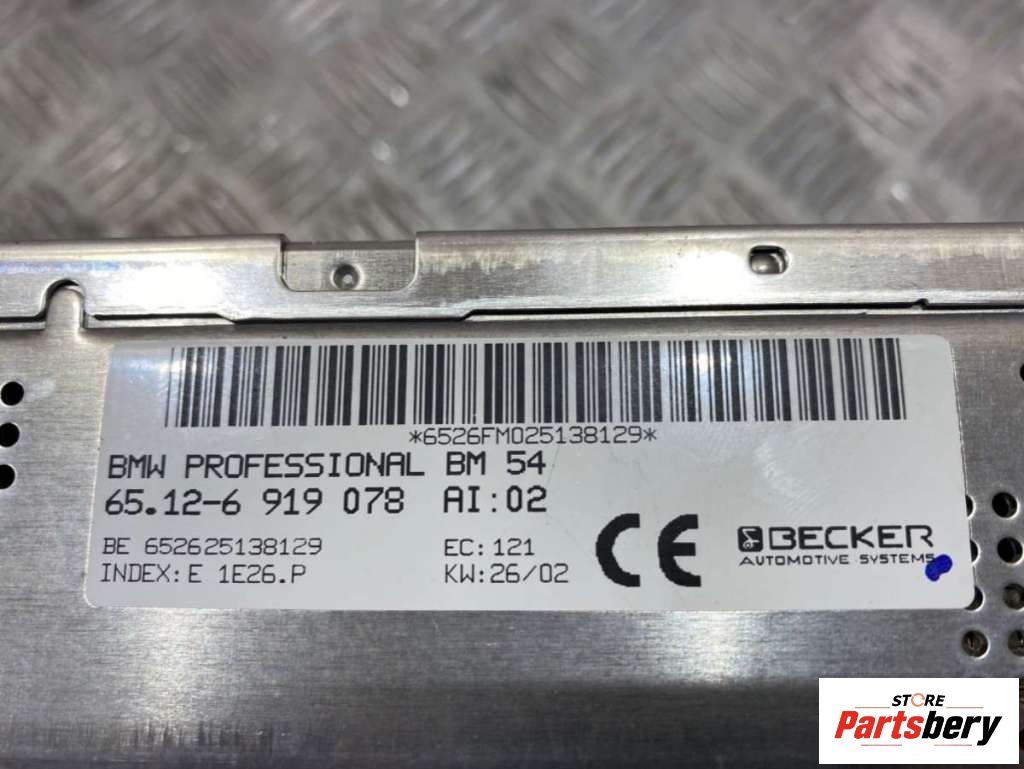 *6526FM025138129*
BMW PROFESSIONAL BM 54
65.12-6 919 078 AI:02
BE 652625138129 EC:121
INDEX:E 1E26.P KW:26/02
CE
BECKER
AUTOMOTIVE SYSTEMS
STORE
Partsbery